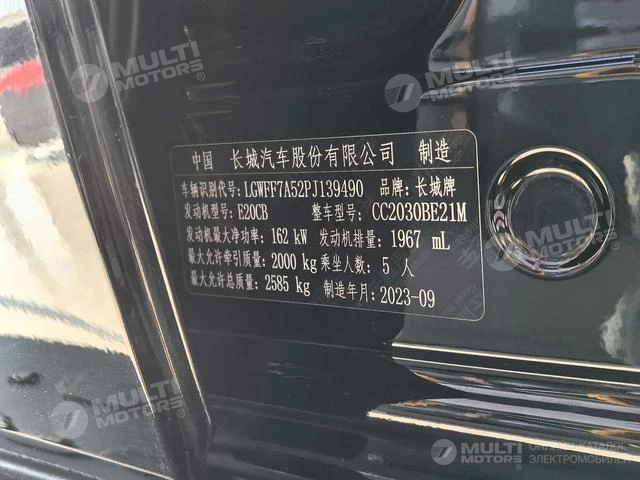 MULTI
MOTORS®
MULTI
MOTORS®
中国 长城汽车股份有限公司 制造
车辆识别代号: LGWFF7A52PJ139490 品牌: 长城牌
发动机型号: E20CB 整车型号: CC2030BE21M
发动机最大净功率: 162 kW 发动机排量: 1967 mL
最大允许牵引质量: 2000 kg 乘坐人数: 5 人
最大允许总质量: 2585 kg 制造年月: 2023-09
MULTI
MOTORS®
MULTI
MOTORS®
ОНЛАЙН-КАТАЛОГ
ЭЛЕКТРОМОБИЛЕЙ